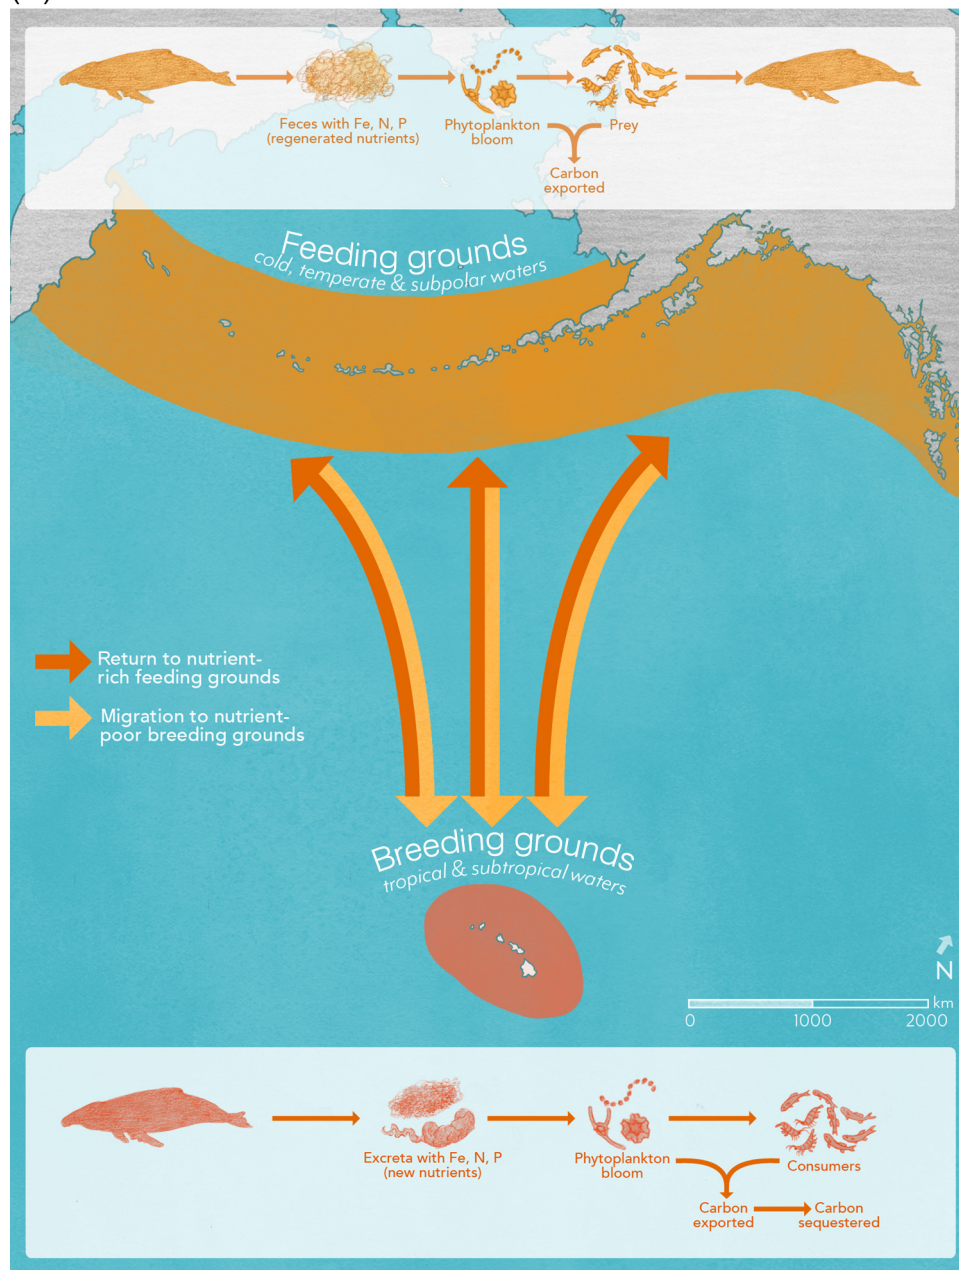 Feces with Fe, N, P
(regenerated nutrients)
Phytoplankton
bloom
Prey
Carbon
exported
Feeding grounds
cold, temperate & subpolar waters
Return to nutrient-
rich feeding grounds
Migration to nutrient-
poor breeding grounds
Breeding grounds
tropical & subtropical waters
N
km
0 1000 2000
Excreta with Fe, N, P
(new nutrients)
Phytoplankton
bloom
Consumers
Carbon
exported
Carbon
sequestered